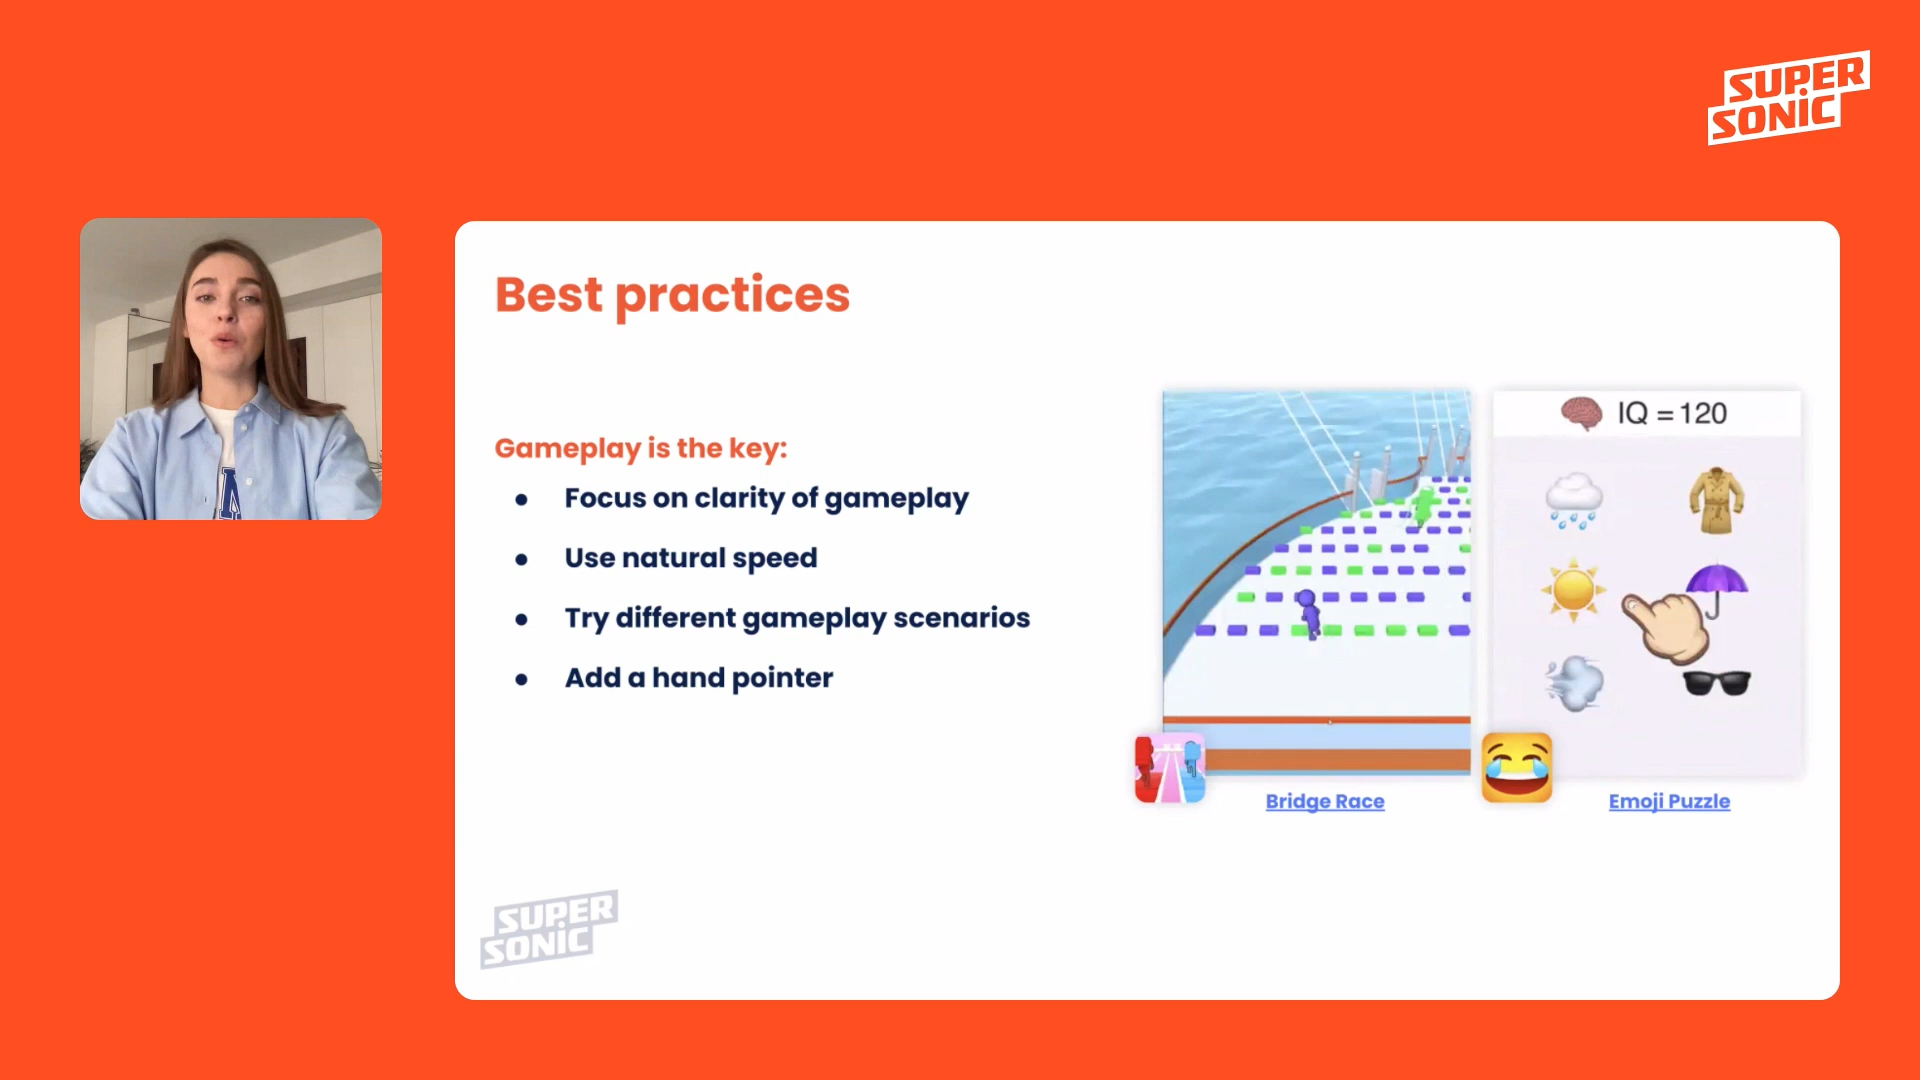 SUPER
SONIC
Best practices
Gameplay is the key:
● Focus on clarity of gameplay
● Use natural speed
● Try different gameplay scenarios
● Add a hand pointer
IQ = 120
Bridge Race
Emoji Puzzle
SUPER
SONIC